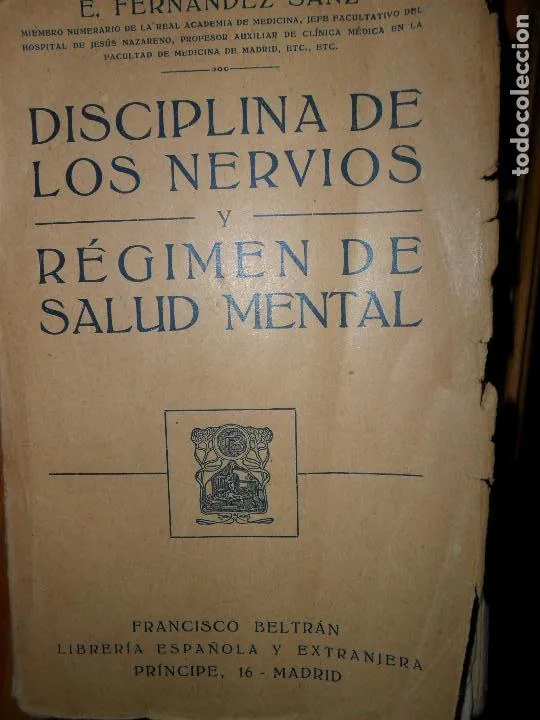 E. FERNÁNDEZ SANZ
MIEMBRO NUMERARIO DE LA REAL ACADEMIA DE MEDICINA, JEFE FACULTATIVO DEL
HOSPITAL DE JESÚS NAZARENO, PROFESOR AUXILIAR DE CLÍNICA MÉDICA EN LA
FACULTAD DE MEDICINA DE MADRID, ETC., ETC.
DISCIPLINA DE
LOS NERVIOS
Y
RÉGIMEN DE
SALUD MENTAL
FRANCISCO BELTRÁN
LIBRERÍA ESPAÑOLA Y EXTRANJERA
PRÍNCIPE, 16 - MADRID
todocoleccion